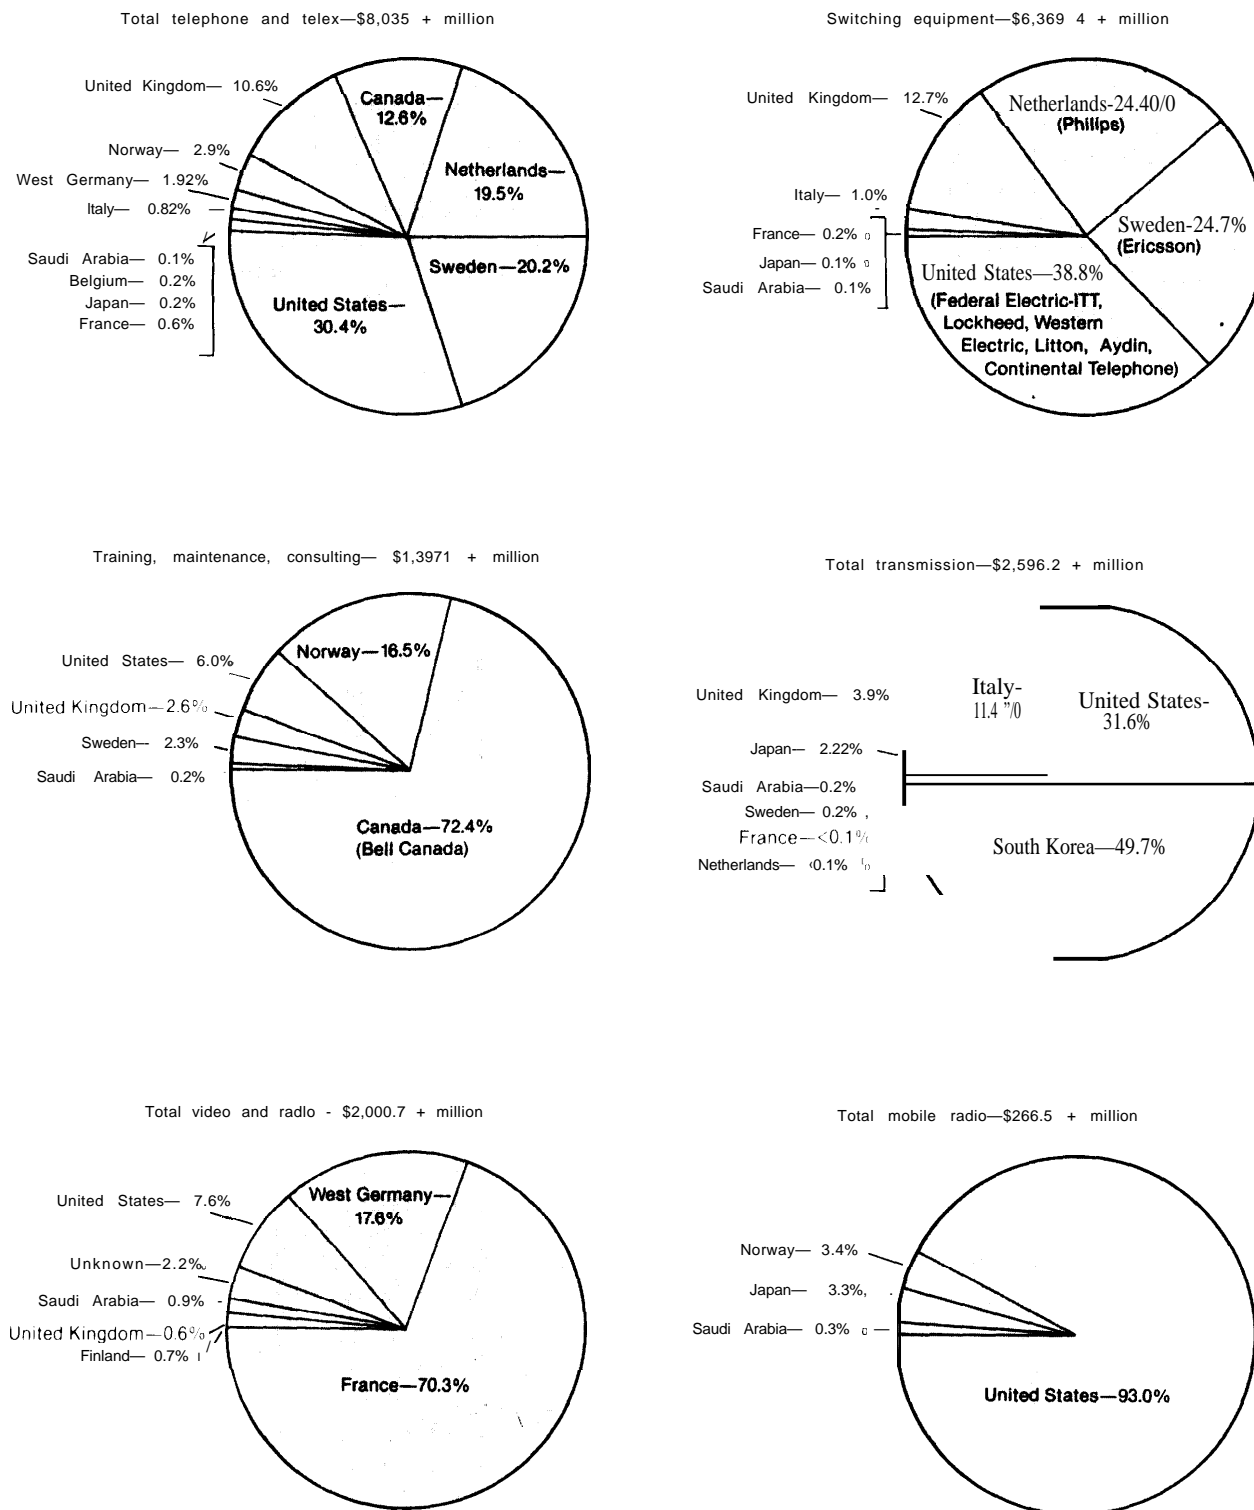 Total telephone and telex—$8,035 + million
United Kingdom— 10.6%
Canada—
12.6%
Norway— 2.9%
West Germany— 1.92%
Italy— 0.82%
Netherlands—
19.5%
Saudi Arabia— 0.1%
Belgium— 0.2%
Japan— 0.2%
France— 0.6%
Sweden—20.2%
United States—
30.4%
Switching equipment—$6,369 4 + million
United Kingdom— 12.7%
Netherlands-24.40/0
(Philips)
Italy— 1.0%
France— 0.2%
Japan— 0.1%
Saudi Arabia— 0.1%
Sweden-24.7%
(Ericsson)
United States—38.8%
(Federal Electric-ITT,
Lockheed, Western
Electric, Litton, Aydin,
Continental Telephone)
Training, maintenance, consulting— $1,3971 + million
Norway—16.5%
United States— 6.0%
United Kingdom—2.6%
Sweden— 2.3%
Saudi Arabia— 0.2%
Canada—72.4%
(Bell Canada)
Total transmission—$2,596.2 + million
United Kingdom— 3.9%
Italy-
11.4 "/0
United States-
31.6%
Japan— 2.22%
Saudi Arabia—0.2%
Sweden— 0.2%
France—<0.1%
Netherlands— <0.1%
South Korea—49.7%
Total video and radlo - $2,000.7 + million
United States— 7.6%
West Germany—
17.6%
Unknown—2.2%
Saudi Arabia— 0.9%
United Kingdom—0.6%
Finland— 0.7%
France—70.3%
Total mobile radio—$266.5 + million
Norway— 3.4%
Japan— 3.3%,
Saudi Arabia— 0.3%
United States—93.0%